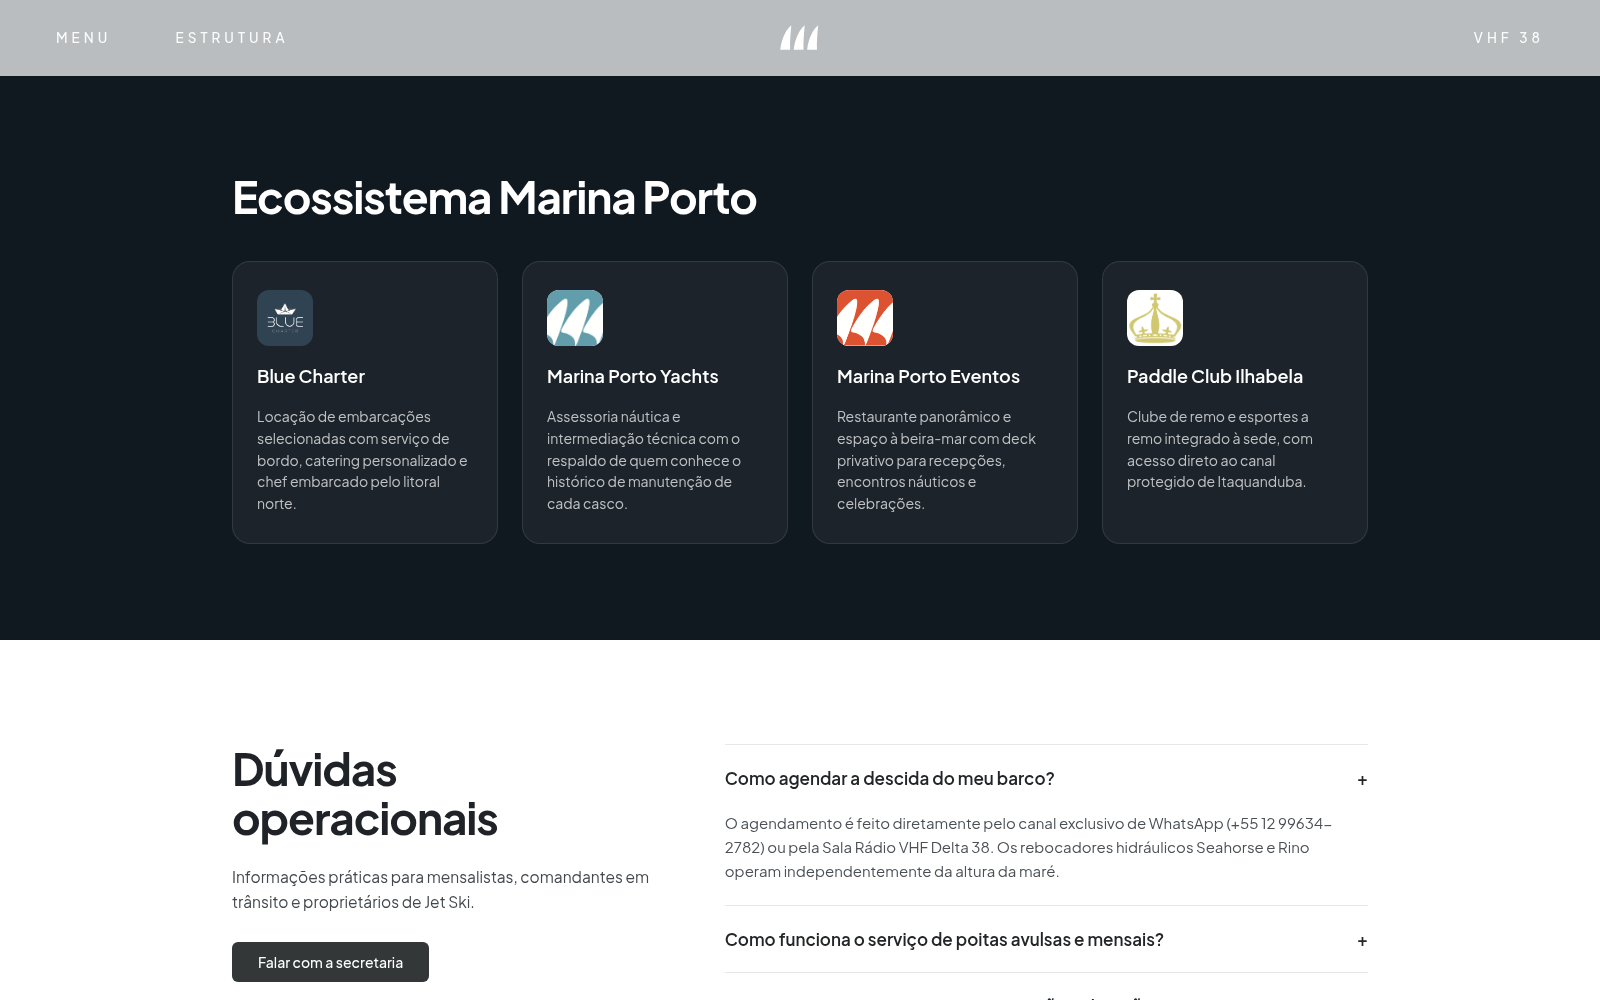 MENU
ESTRUTURA
VHF 38
Ecossistema Marina Porto
BLUE
CHARTER
Blue Charter
Locação de embarcações
selecionadas com serviço de
bordo, catering personalizado e
chef embarcado pelo litoral
norte.
Marina Porto Yachts
Assessoria náutica e
intermediação técnica com o
respaldo de quem conhece o
histórico de manutenção de
cada casco.
Marina Porto Eventos
Restaurante panorâmico e
espaço à beira-mar com deck
privativo para recepções,
encontros náuticos e
celebrações.
Paddle Club Ilhabela
Clube de remo e esportes a
remo integrado à sede, com
acesso direto ao canal
protegido de Itaquanduba.
Dúvidas
operacionais
Informações práticas para mensalistas, comandantes em
trânsito e proprietários de Jet Ski.
Falar com a secretaria
Como agendar a descida do meu barco? +
O agendamento é feito diretamente pelo canal exclusivo de WhatsApp (+55 12 99634-
2782) ou pela Sala Rádio VHF Delta 38. Os rebocadores hidráulicos Seahorse e Rino
operam independentemente da altura da maré.
Como funciona o serviço de poitas avulsas e mensais? +